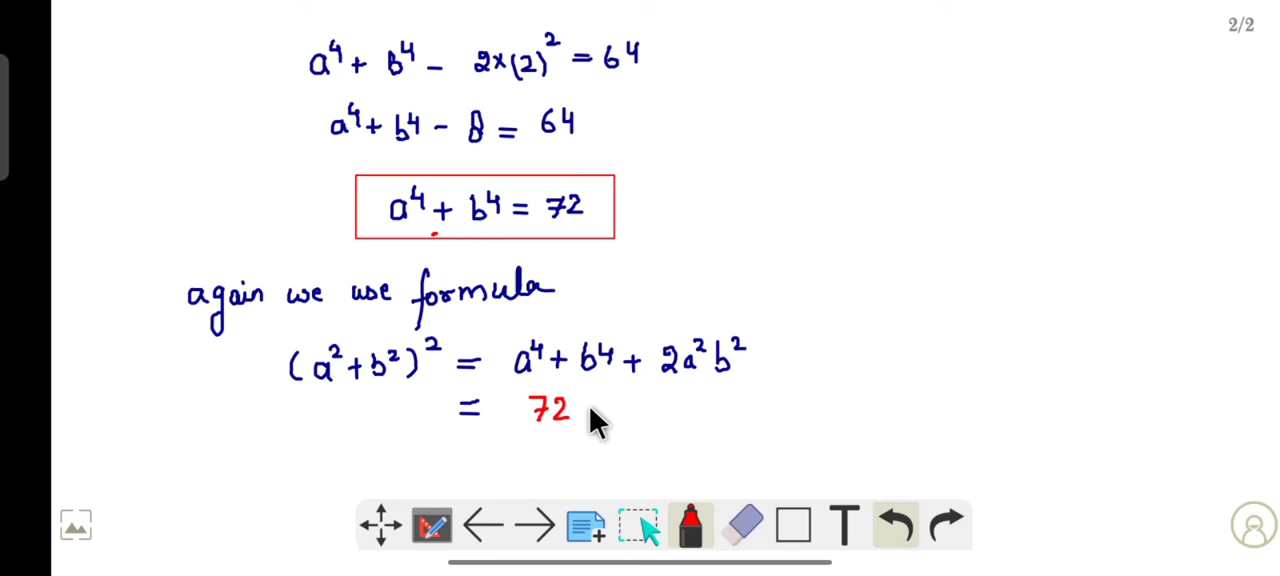 2/2
a⁴ + b⁴ - 2×(2)² = 64
a⁴ + b⁴ - 8 = 64
a⁴ + b⁴ = 72
again we use formula
(a² + b²)² = a⁴ + b⁴ + 2a²b²
= 72
T